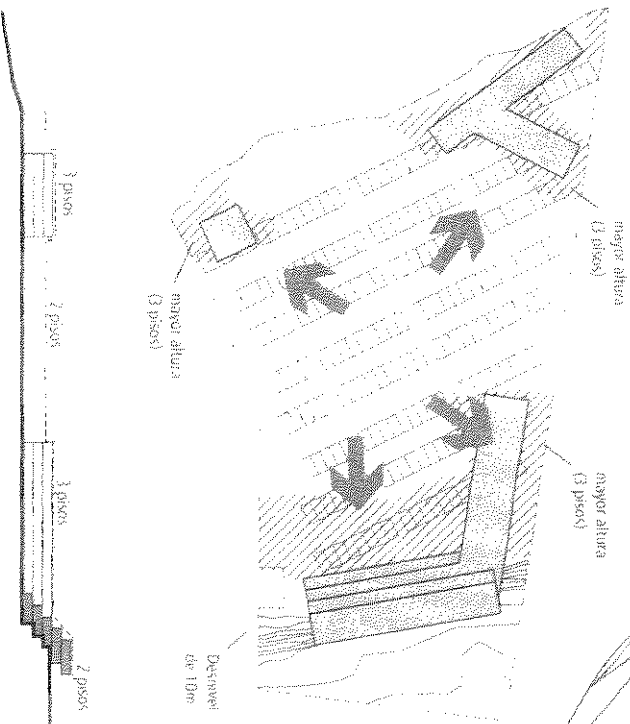 mayor altura
(3 pisos)
mayor altura
(3 pisos)
mayor altura
(3 pisos)
Desnivel
de 10m
3 pisos
2 pisos
3 pisos
2 pisos